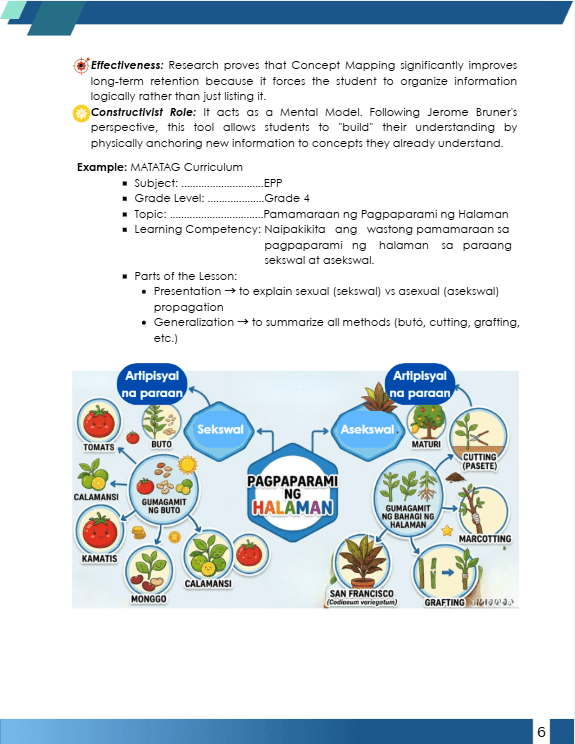 Effectiveness: Research proves that Concept Mapping significantly improves
long-term retention because it forces the student to organize information
logically rather than just listing it.
Constructivist Role: It acts as a Mental Model. Following Jerome Bruner's
perspective, this tool allows students to "build" their understanding by
physically anchoring new information to concepts they already understand.
Example: MATATAG Curriculum
▪ Subject: .............................EPP
▪ Grade Level: ....................Grade 4
▪ Topic: .................................Pamamaraan ng Pagpaparami ng Halaman
▪ Learning Competency: Naipakikita ang wastong pamamaraan sa
pagpaparami ng halaman sa paraang
sekswal at asekswal.
▪ Parts of the Lesson:
• Presentation → to explain sexual (sekswal) vs asexual (asekswal)
propagation
• Generalization → to summarize all methods (butó, cutting, grafting,
etc.)
Artipisyal
na paraan
Artipisyal
na paraan
Sekswal
Asekswal
TOMATS
BUTO
MATURI
CUTTING
(PASETE)
PAGPAPARAMI
NG
HALAMAN
CALAMANSI
GUMAGAMIT
NG BUTO
GUMAGAMIT
NG BAHAGI NG
HALAMAN
MARCOTTING
KAMATIS
CALAMANSI
MONGGO
SAN FRANCISCO
(Codiaeum variegatum)
GRAFTING
6